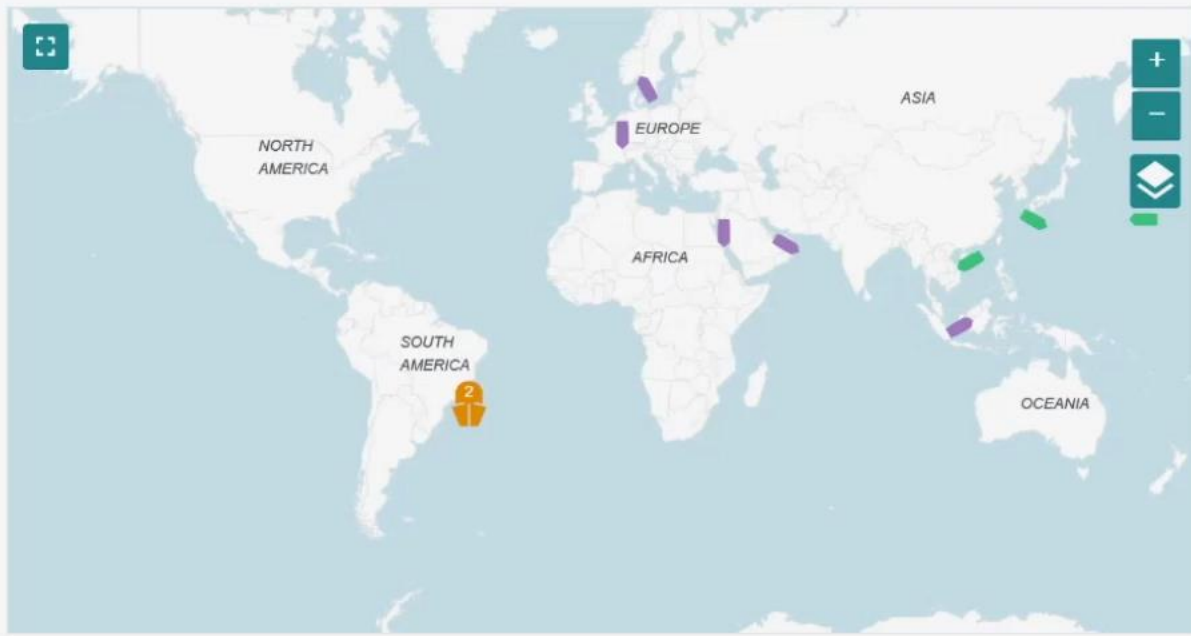 +
ASIA
−
EUROPE
NORTH
AMERICA
AFRICA
SOUTH
AMERICA
2
OCEANIA